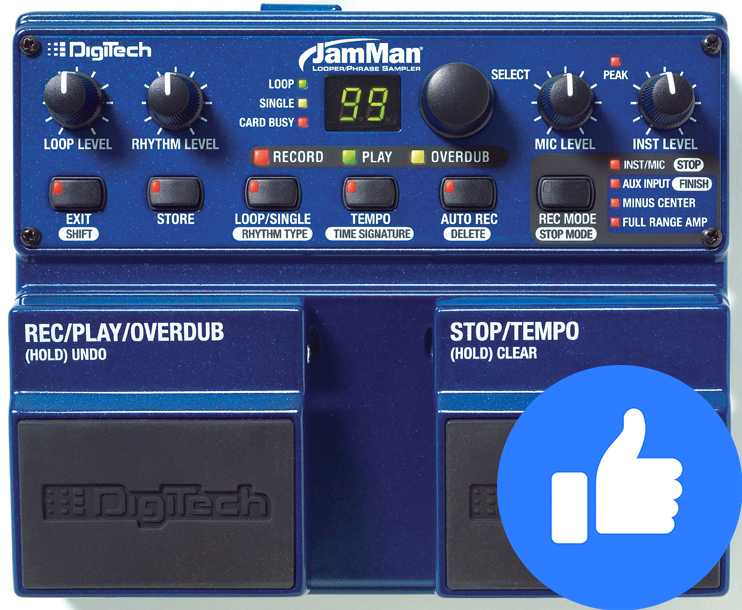 DigiTech
JamMan®
LOOPER/PHRASE SAMPLER
LOOP
SINGLE
CARD BUSY
99
SELECT
PEAK
LOOP LEVEL
RHYTHM LEVEL
MIC LEVEL
INST LEVEL
RECORD
PLAY
OVERDUB
INST/MIC STOP
AUX INPUT FINISH
MINUS CENTER
FULL RANGE AMP
EXIT
SHIFT
STORE
LOOP/SINGLE
RHYTHM TYPE
TEMPO
TIME SIGNATURE
AUTO REC
DELETE
REC MODE
STOP MODE
REC/PLAY/OVERDUB
(HOLD) UNDO
STOP/TEMPO
(HOLD) CLEAR
DigiTech